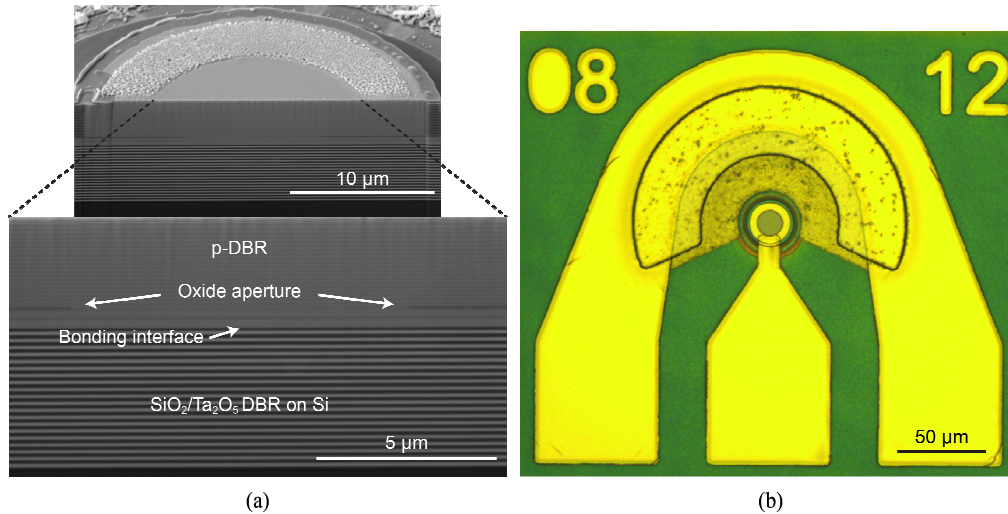 10 µm
p-DBR
Oxide aperture
Bonding interface
SiO₂/Ta₂O₅ DBR on Si
5 µm
(a)
08 12
50 µm
(b)